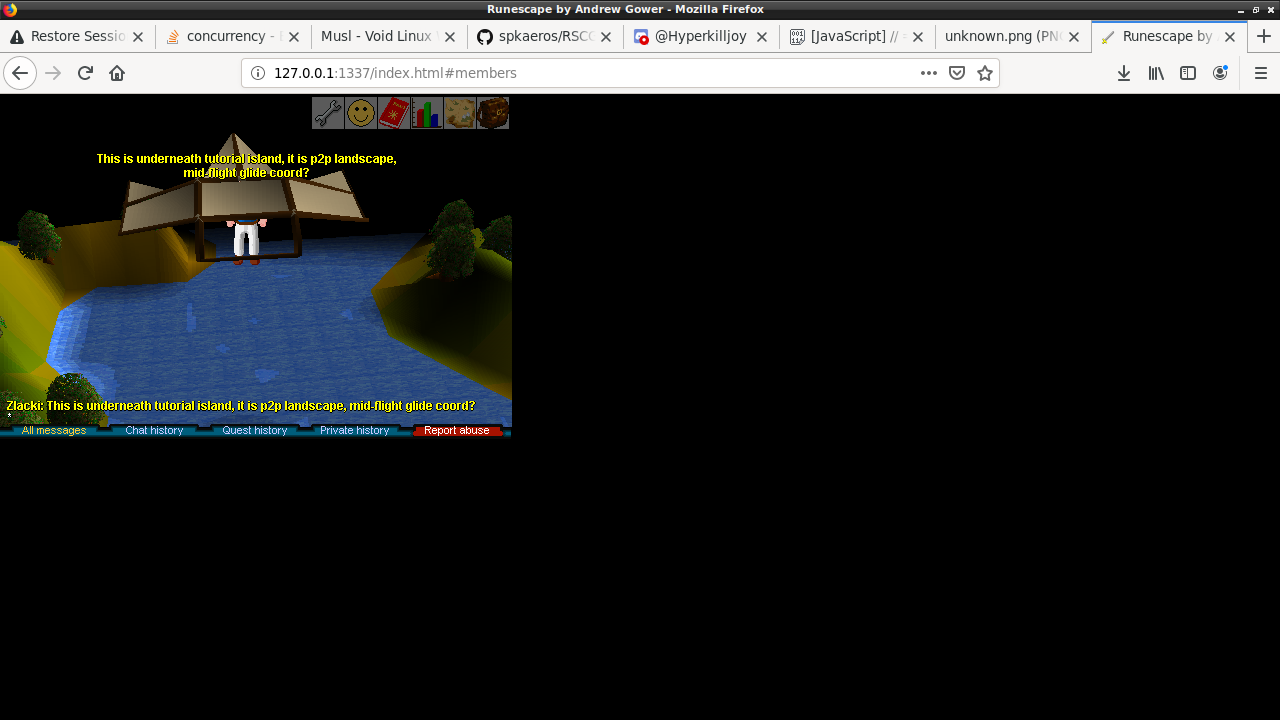 Runescape by Andrew Gower - Mozilla Firefox
Restore Sessio
concurrency -
Musl - Void Linux
spkaeros/RSCG
@Hyperkilljoy
[JavaScript] //
unknown.png (PN
Runescape by
127.0.0.1:1337/index.html#members
This is underneath tutorial island, it is p2p landscape,
mid-flight glide coord?
Zlacki: This is underneath tutorial island, it is p2p landscape, mid-flight glide coord?
*
All messages
Chat history
Quest history
Private history
Report abuse